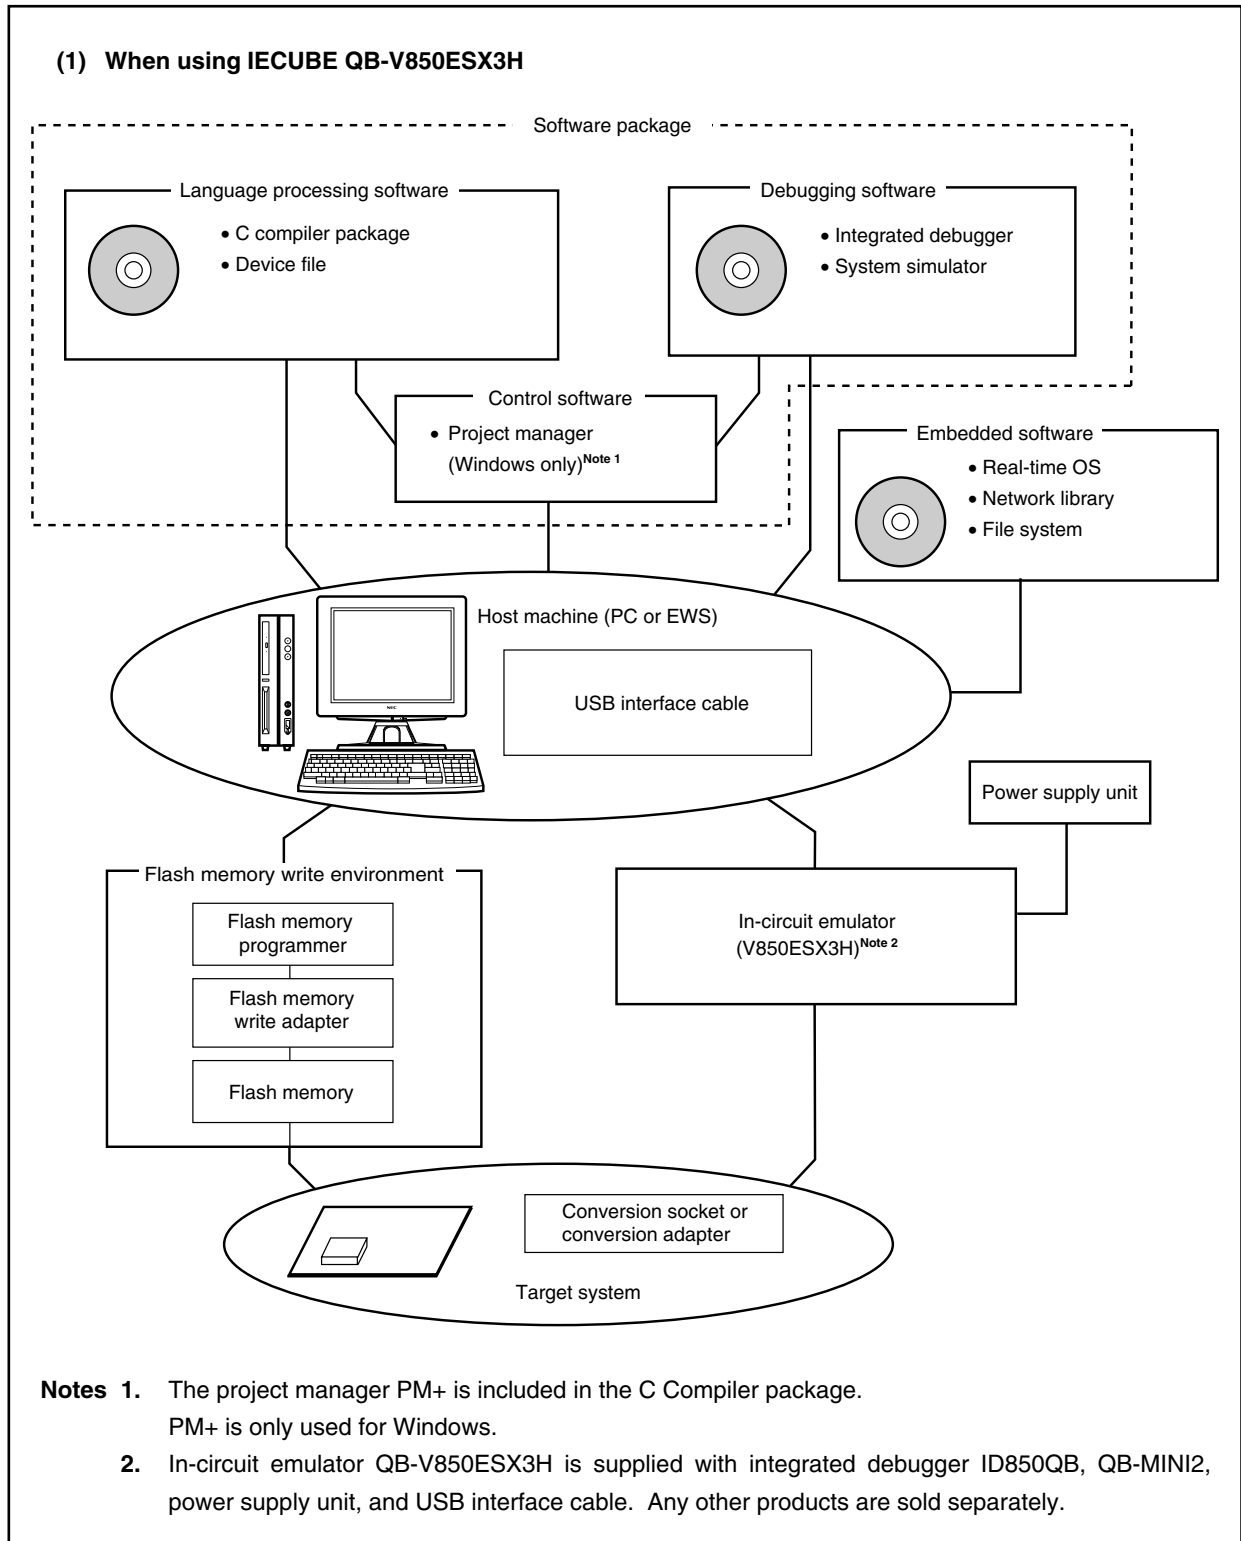 (1) When using IECUBE QB-V850ESX3H
Software package
Language processing software
• C compiler package
• Device file
Debugging software
• Integrated debugger
• System simulator
Control software
• Project manager
(Windows only)Note 1
Embedded software
• Real-time OS
• Network library
• File system
Host machine (PC or EWS)
USB interface cable
NEC
Power supply unit
Flash memory write environment
Flash memory
programmer
Flash memory
write adapter
Flash memory
In-circuit emulator
(V850ESX3H)Note 2
Conversion socket or
conversion adapter
Target system
Notes 1. The project manager PM+ is included in the C Compiler package.
PM+ is only used for Windows.
2. In-circuit emulator QB-V850ESX3H is supplied with integrated debugger ID850QB, QB-MINI2,
power supply unit, and USB interface cable. Any other products are sold separately.